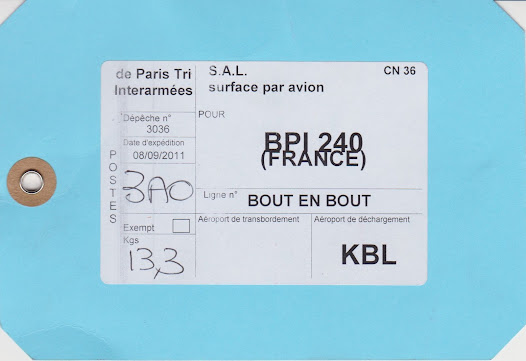 de Paris Tri
Interarmées
S.A.L.
surface par avion
CN 36
POSTES
Dépêche n°
3036
Date d'expédition
08/09/2011
3A0
Exempt
Kgs
13,3
POUR
BPI 240
(FRANCE)
Ligne n°
BOUT EN BOUT
Aéroport de transbordement
Aéroport de déchargement
KBL